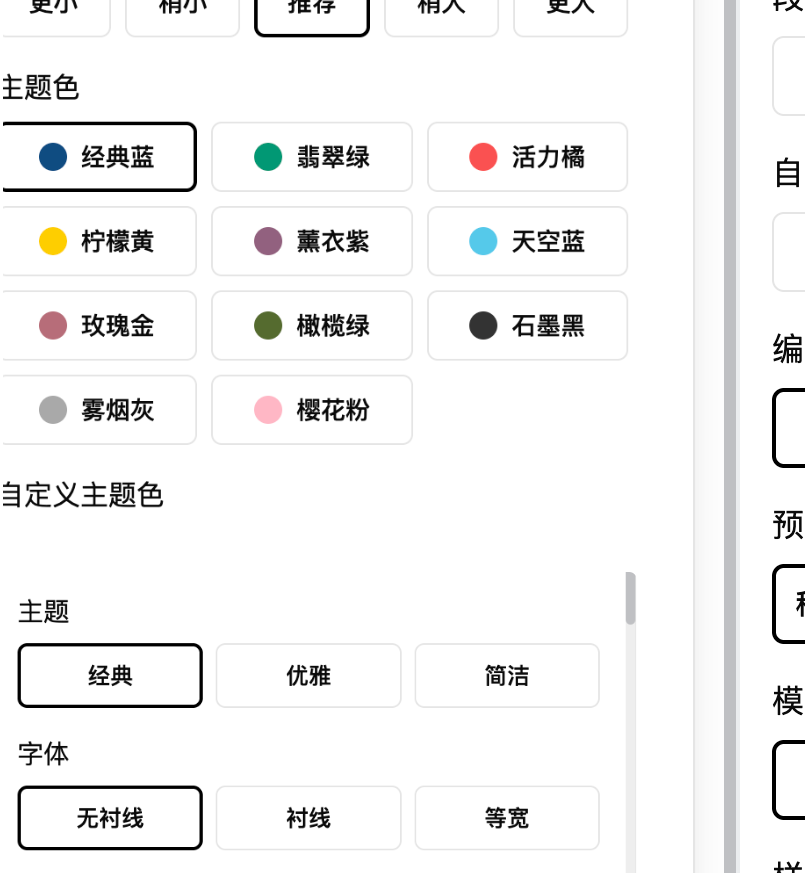 更小 稍小 推荐 稍大 更大
主题色
经典蓝 翡翠绿 活力橘
柠檬黄 薰衣紫 天空蓝
玫瑰金 橄榄绿 石墨黑
雾烟灰 樱花粉
自定义主题色
主题
经典 优雅 简洁
字体
无衬线 衬线 等宽
段
自
编
预
模